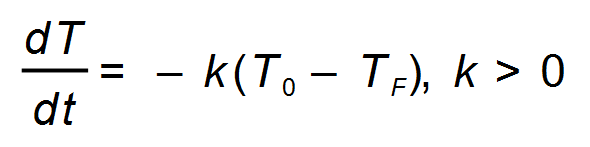 dT/dt = – k(T₀ – T_F), k > 0